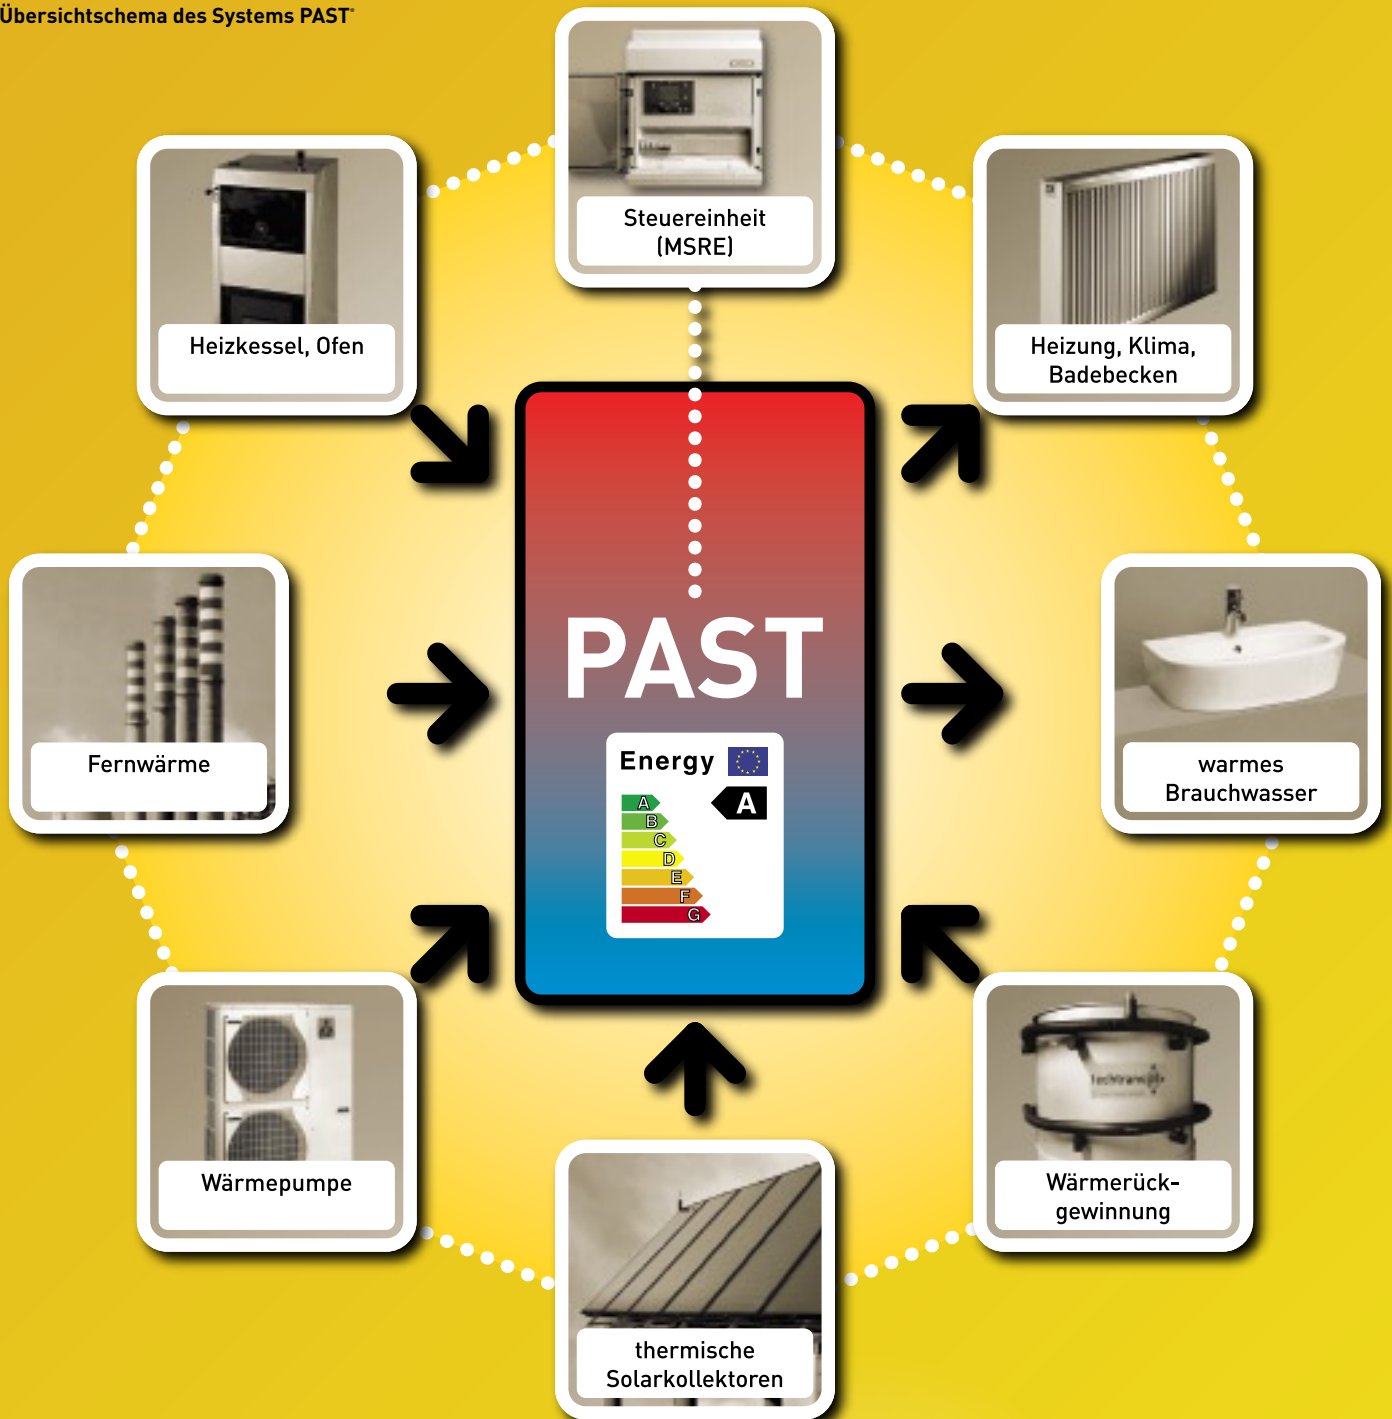 Übersichtschema des Systems PAST®
Steuereinheit
(MSRE)
Heizkessel, Ofen
Heizung, Klima,
Badebecken
PAST
Energy
A
A
B
C
D
E
F
G
Fernwärme
warmes
Brauchwasser
Wärmepumpe
Wärmerück-
gewinnung
thermische
Solarkollektoren